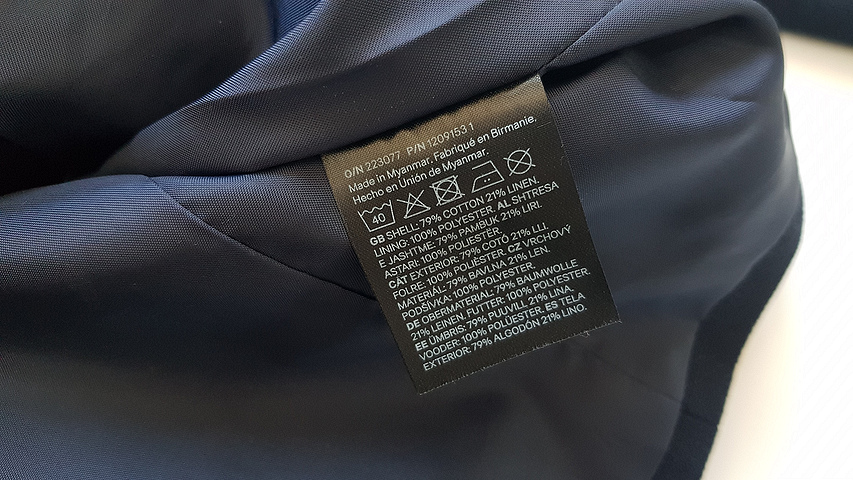 O/N 223077 P/N 1209153 1
Made in Myanmar. Fabriqué en Birmanie.
Hecho en Unión de Myanmar.
40
GB SHELL: 79% COTTON 21% LINEN.
LINING: 100% POLYESTER. AL SHTRESA
E JASHTME: 79% PAMBUK 21% LIRI.
ASTARI: 100% POLIESTËR.
CAT EXTERIOR: 79% COTÓ 21% LLI.
FOLRE: 100% POLIÈSTER. CZ VRCHOVÝ
MATERIÁL: 79% BAVLNA 21% LEN.
PODŠÍVKA: 100% POLYESTER.
DE OBERMATERIAL: 79% BAUMWOLLE
21% LEINEN. FUTTER: 100% POLYESTER.
EE ÜMBRIS: 79% PUUVILL 21% LINA.
VOODER: 100% POLÜESTER. ES TELA
EXTERIOR: 79% ALGODÓN 21% LINO.